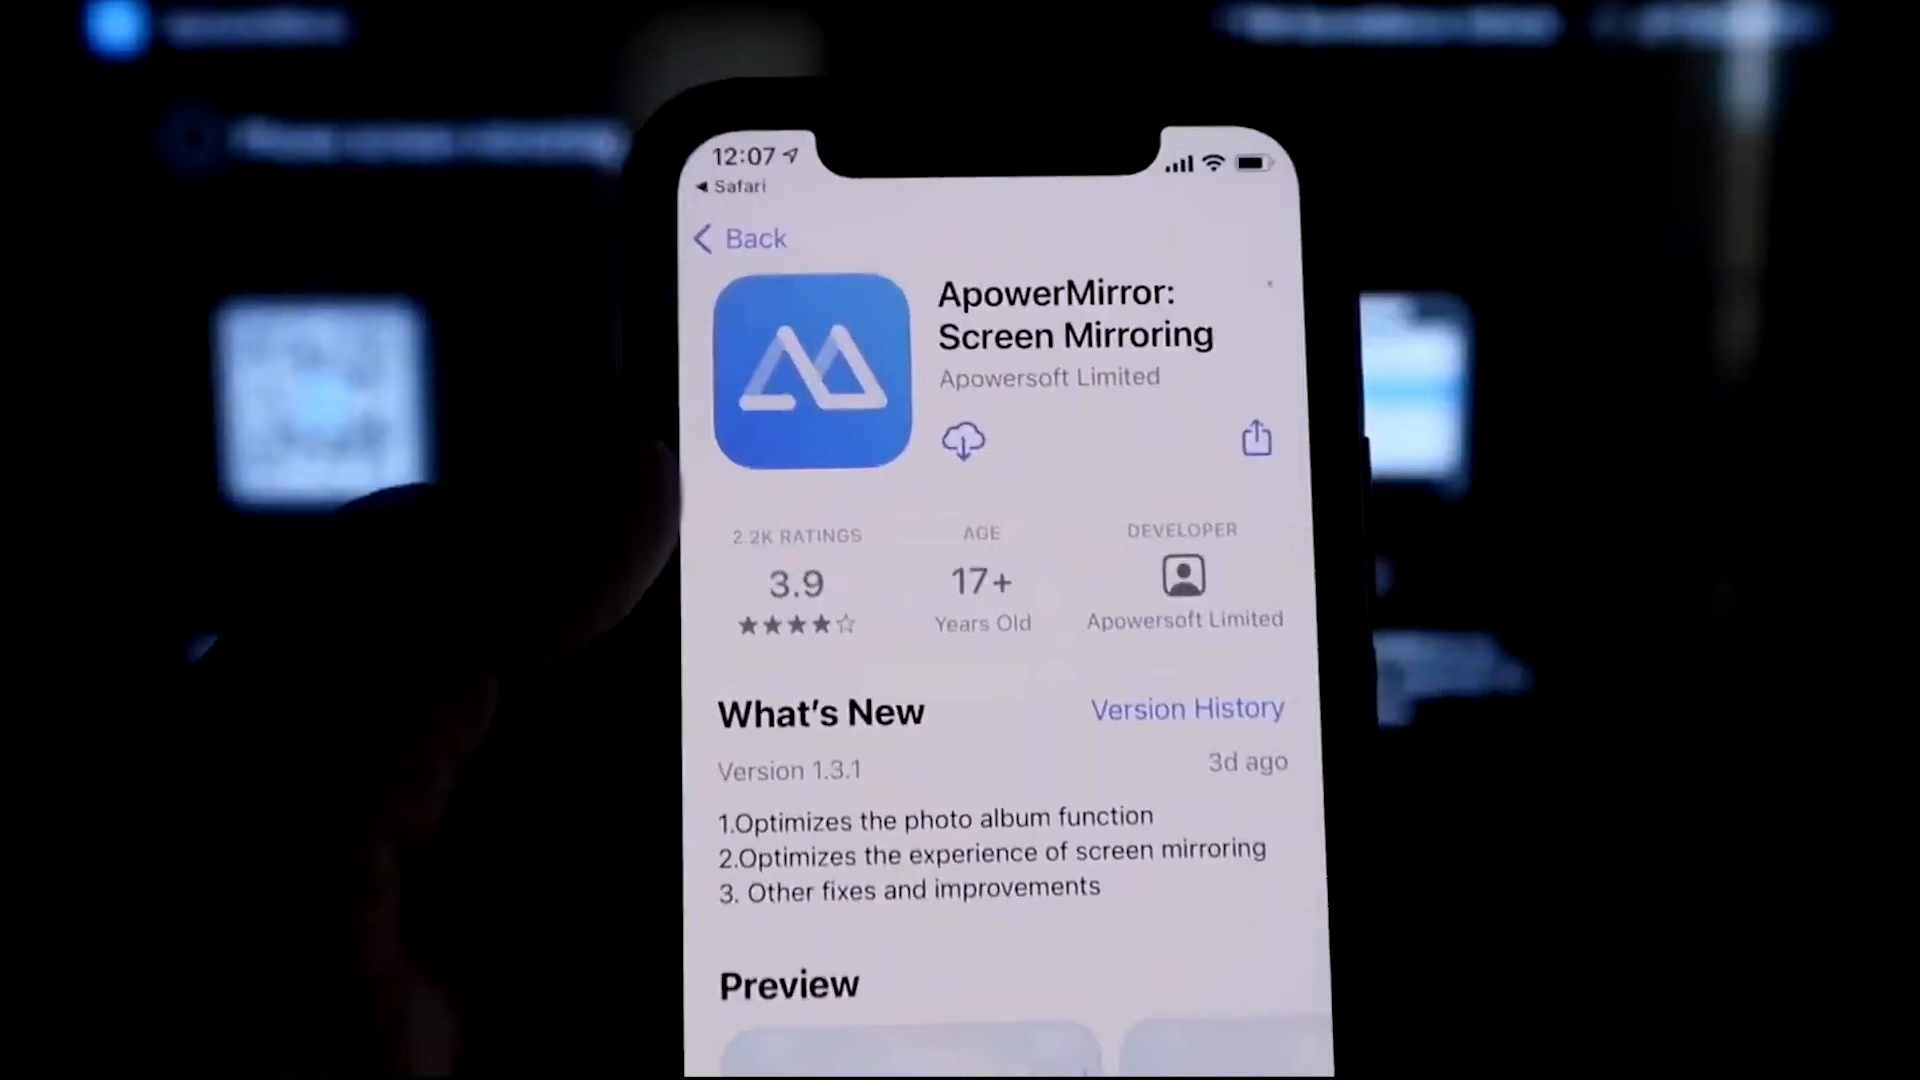 12:07
Safari
Back
ApowerMirror:
Screen Mirroring
Apowersoft Limited
2.2K RATINGS
AGE
DEVELOPER
3.9
17+
Years Old
Apowersoft Limited
What's New
Version History
Version 1.3.1
3d ago
1.Optimizes the photo album function
2.Optimizes the experience of screen mirroring
3. Other fixes and improvements
Preview